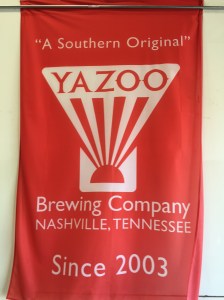 "A Southern Original"
YAZOO
Brewing Company
NASHVILLE, TENNESSEE
Since 2003